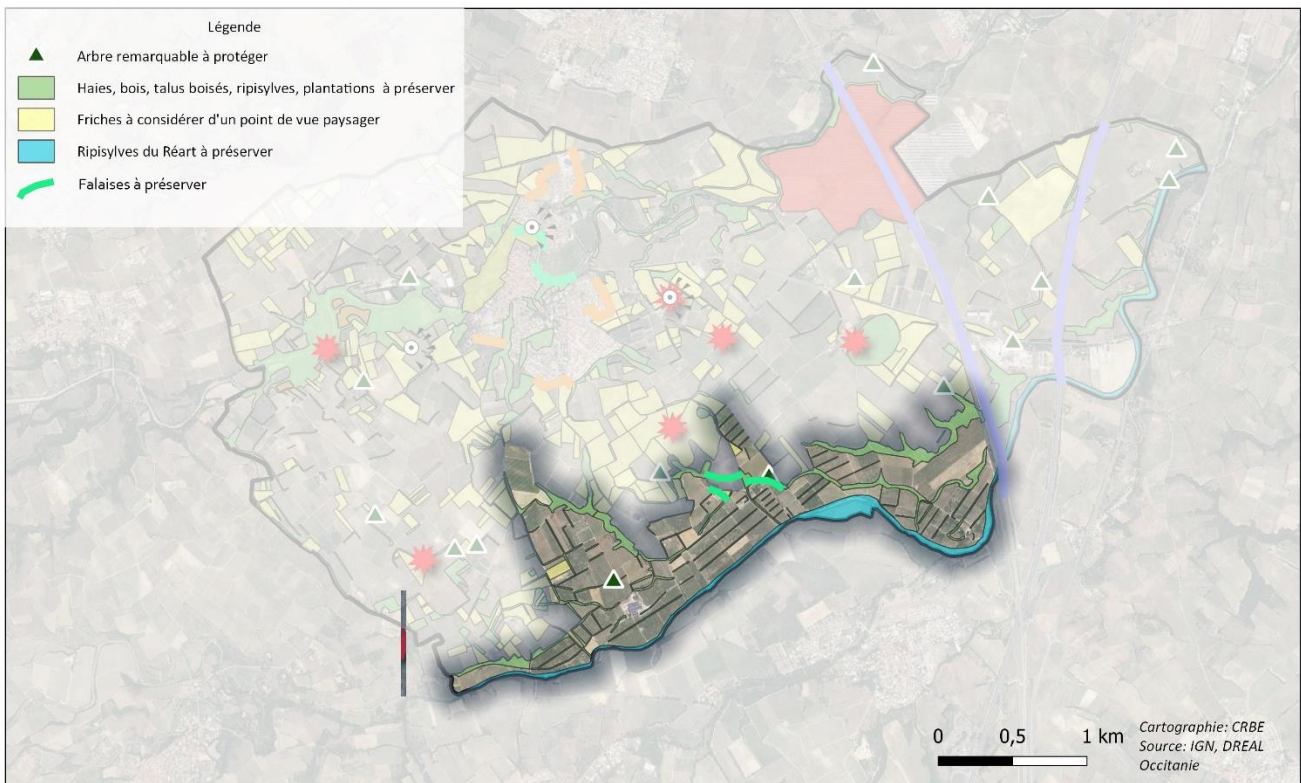 Légende
Arbre remarquable à protéger
Haies, bois, talus boisés, ripisylves, plantations à préserver
Friches à considérer d'un point de vue paysager
Ripisylves du Réart à préserver
Falaises à préserver
0 0,5 1 km
Cartographie: CRBE
Source: IGN, DREAL
Occitanie